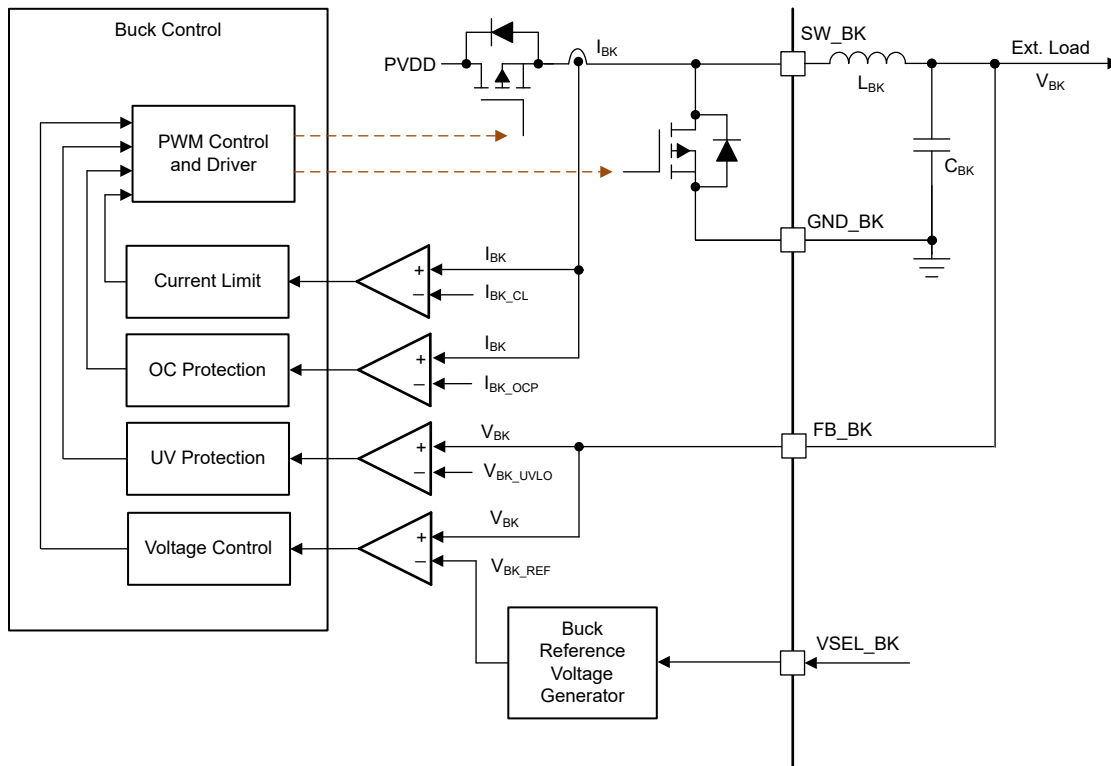 Buck Control
SW_BK
I_BK
Ext. Load
PVDD
V_BK
L_BK
PWM Control
and Driver
C_BK
GND_BK
I_BK
+
Current Limit
−
I_BK_CL
I_BK
+
OC Protection
−
I_BK_OCP
V_BK
FB_BK
+
UV Protection
−
V_BK_UVLO
V_BK
+
Voltage Control
−
V_BK_REF
Buck
Reference
Voltage
Generator
VSEL_BK